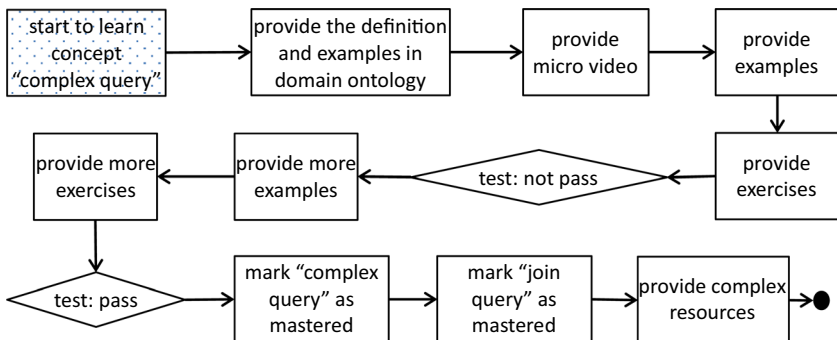 start to learn
concept
“complex query”
provide the definition
and examples in
domain ontology
provide
micro video
provide
examples
provide more
exercises
provide more
examples
test: not pass
provide
exercises
test: pass
mark “complex
query” as
mastered
mark “join
query” as
mastered
provide complex
resources